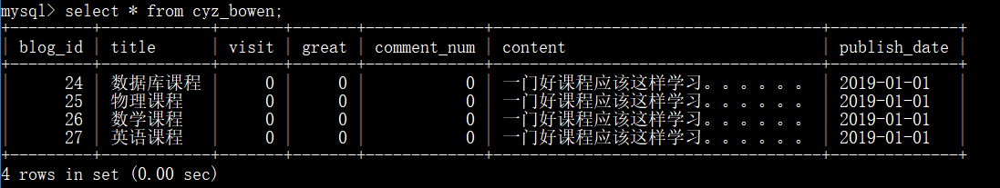 mysql> select * from cyz_bowen;
+---------+------------+-------+-------+-------------+----------------------------------+--------------+
| blog_id | title | visit | great | comment_num | content | publish_date |
+---------+------------+-------+-------+-------------+----------------------------------+--------------+
| 24 | 数据库课程 | 0 | 0 | 0 | 一门好课程应该这样学习。。。。。。 | 2019-01-01 |
| 25 | 物理课程 | 0 | 0 | 0 | 一门好课程应该这样学习。。。。。。 | 2019-01-01 |
| 26 | 数学课程 | 0 | 0 | 0 | 一门好课程应该这样学习。。。。。。 | 2019-01-01 |
| 27 | 英语课程 | 0 | 0 | 0 | 一门好课程应该这样学习。。。。。。 | 2019-01-01 |
+---------+------------+-------+-------+-------------+----------------------------------+--------------+
4 rows in set (0.00 sec)